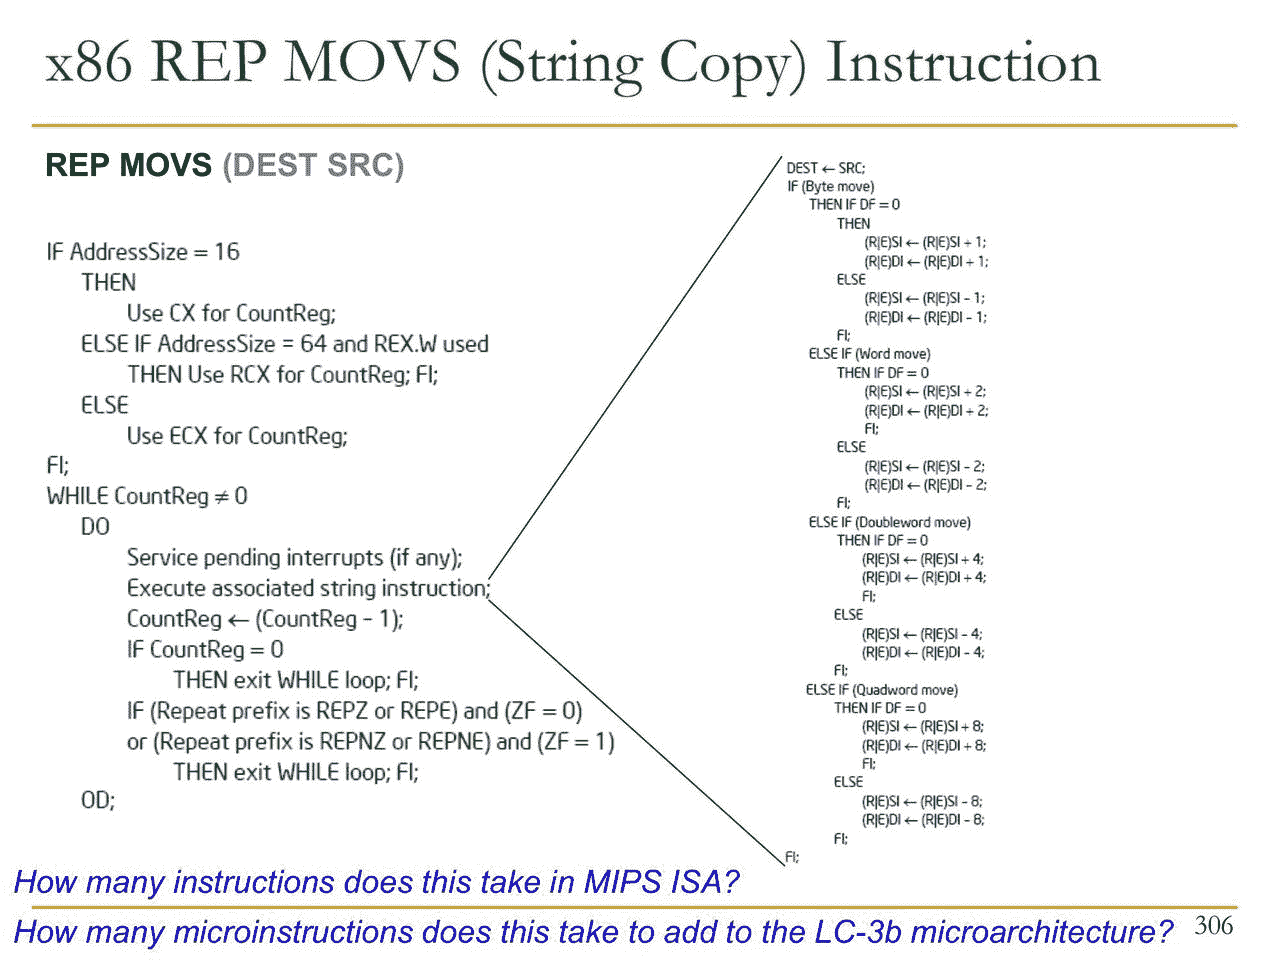 x86 REP MOVS (String Copy) Instruction
REP MOVS (DEST SRC)
IF AddressSize = 16
THEN
Use CX for CountReg;
ELSE IF AddressSize = 64 and REX.W used
THEN Use RCX for CountReg; FI;
ELSE
Use ECX for CountReg;
FI;
WHILE CountReg ≠ 0
DO
Service pending interrupts (if any);
Execute associated string instruction;
CountReg ← (CountReg – 1);
IF CountReg = 0
THEN exit WHILE loop; FI;
IF (Repeat prefix is REPZ or REPE) and (ZF = 0)
or (Repeat prefix is REPNZ or REPNE) and (ZF = 1)
THEN exit WHILE loop; FI;
OD;
DEST ← SRC;
IF (Byte move)
THEN IF DF = 0
THEN
(R|E)SI ← (R|E)SI + 1;
(R|E)DI ← (R|E)DI + 1;
ELSE
(R|E)SI ← (R|E)SI – 1;
(R|E)DI ← (R|E)DI – 1;
FI;
ELSE IF (Word move)
THEN IF DF = 0
(R|E)SI ← (R|E)SI + 2;
(R|E)DI ← (R|E)DI + 2;
FI;
ELSE
(R|E)SI ← (R|E)SI – 2;
(R|E)DI ← (R|E)DI – 2;
FI;
ELSE IF (Doubleword move)
THEN IF DF = 0
(R|E)SI ← (R|E)SI + 4;
(R|E)DI ← (R|E)DI + 4;
FI;
ELSE
(R|E)SI ← (R|E)SI – 4;
(R|E)DI ← (R|E)DI – 4;
FI;
ELSE IF (Quadword move)
THEN IF DF = 0
(R|E)SI ← (R|E)SI + 8;
(R|E)DI ← (R|E)DI + 8;
FI;
ELSE
(R|E)SI ← (R|E)SI – 8;
(R|E)DI ← (R|E)DI – 8;
FI;
FI;
How many instructions does this take in MIPS ISA?
How many microinstructions does this take to add to the LC-3b microarchitecture?
306